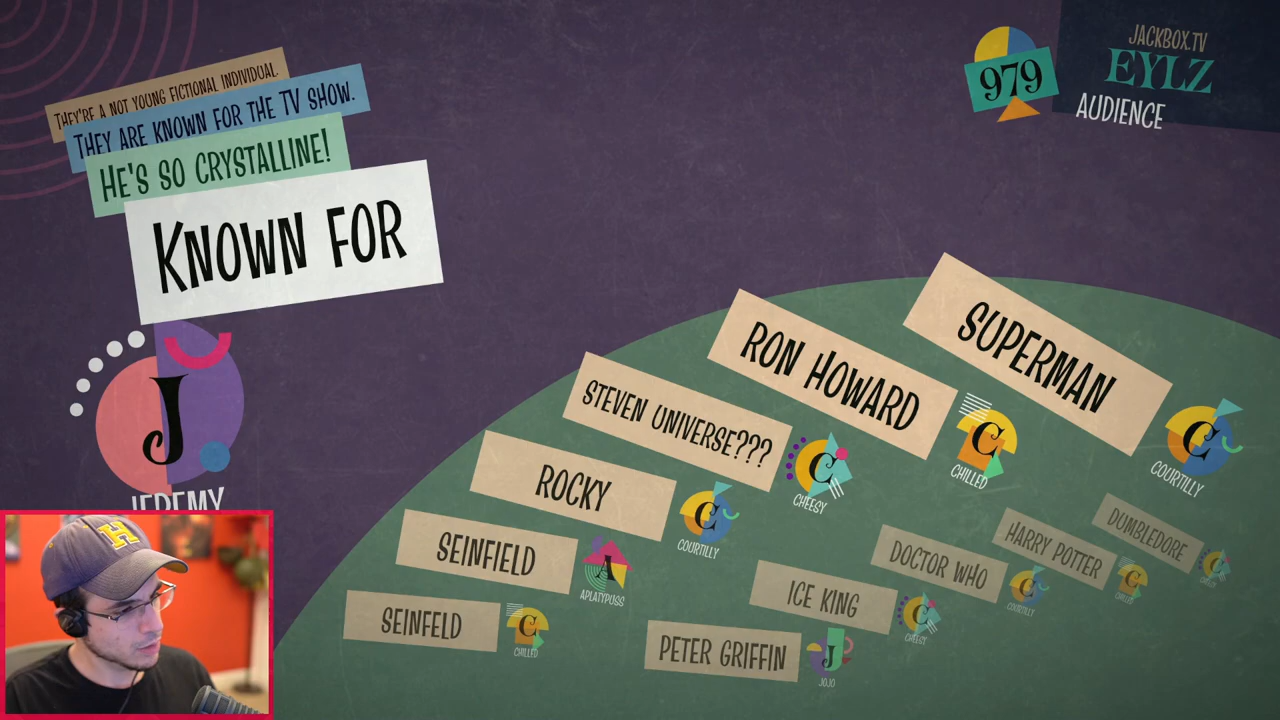 THEY'RE A NOT YOUNG FICTIONAL INDIVIDUAL.
THEY ARE KNOWN FOR THE TV SHOW.
HE'S SO CRYSTALLINE!
KNOWN FOR
J
JEREMY
979
JACKBOX.TV
EYLZ
AUDIENCE
SUPERMAN
C
COURTILLY
RON HOWARD
C
CHILLED
STEVEN UNIVERSE???
C
CHEESY
ROCKY
C
COURTILLY
SEINFIELD
A
APLATYPUSS
SEINFELD
C
CHILLED
DUMBLEDORE
C
CHEESY
HARRY POTTER
C
CHILLED
DOCTOR WHO
C
COURTILLY
ICE KING
C
CHEESY
PETER GRIFFIN
J
JOJO
H